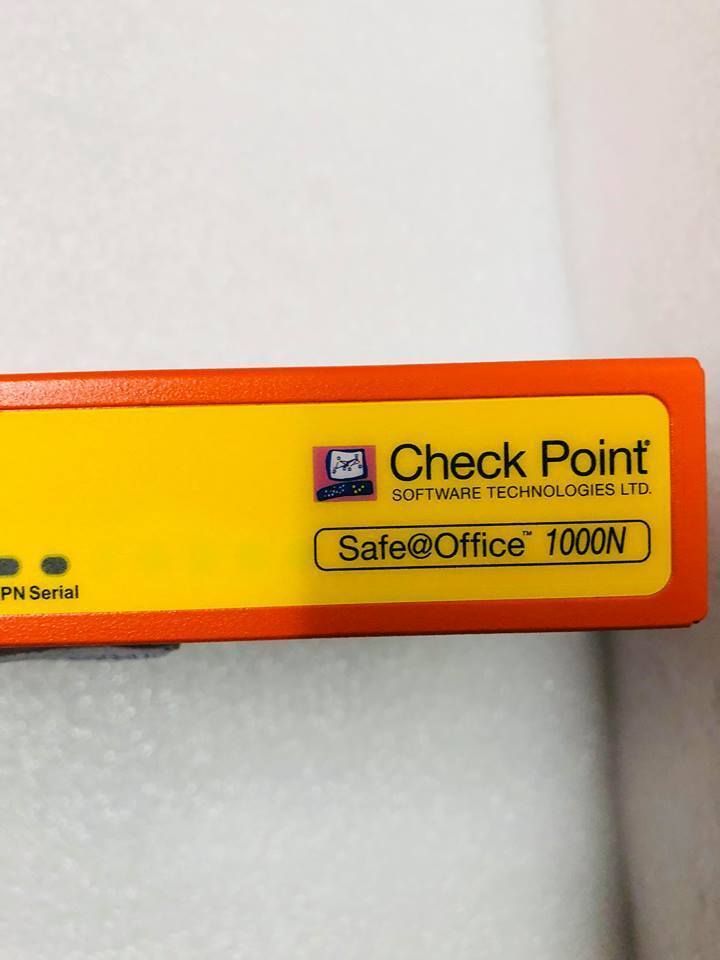 Check Point®
SOFTWARE TECHNOLOGIES LTD.
Safe@Office™ 1000N
PN Serial